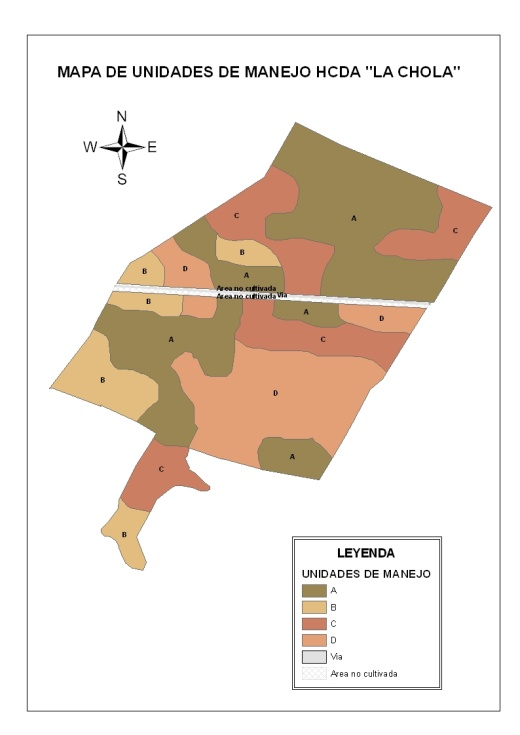 MAPA DE UNIDADES DE MANEJO HCDA "LA CHOLA"
N
W E
S
A
C
C
B
B
D
A
Area no cultivada
Area no cultivada Via
B
A
D
A
C
B
D
A
C
B
LEYENDA
UNIDADES DE MANEJO
A
B
C
D
Via
Area no cultivada